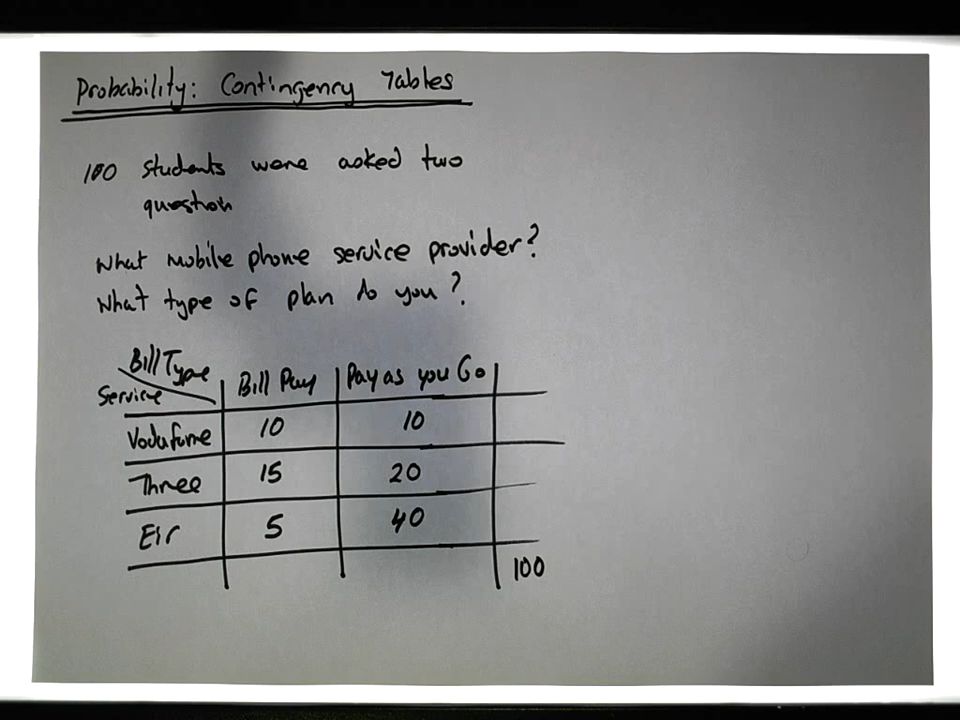 Probability: Contingency Tables
100 students were asked two
question
What mobile phone service provider?
What type of plan do you?
Bill Type
Service
Bill Pay Pay as you Go
Vodafone 10 10
Three 15 20
Eir 5 40
100